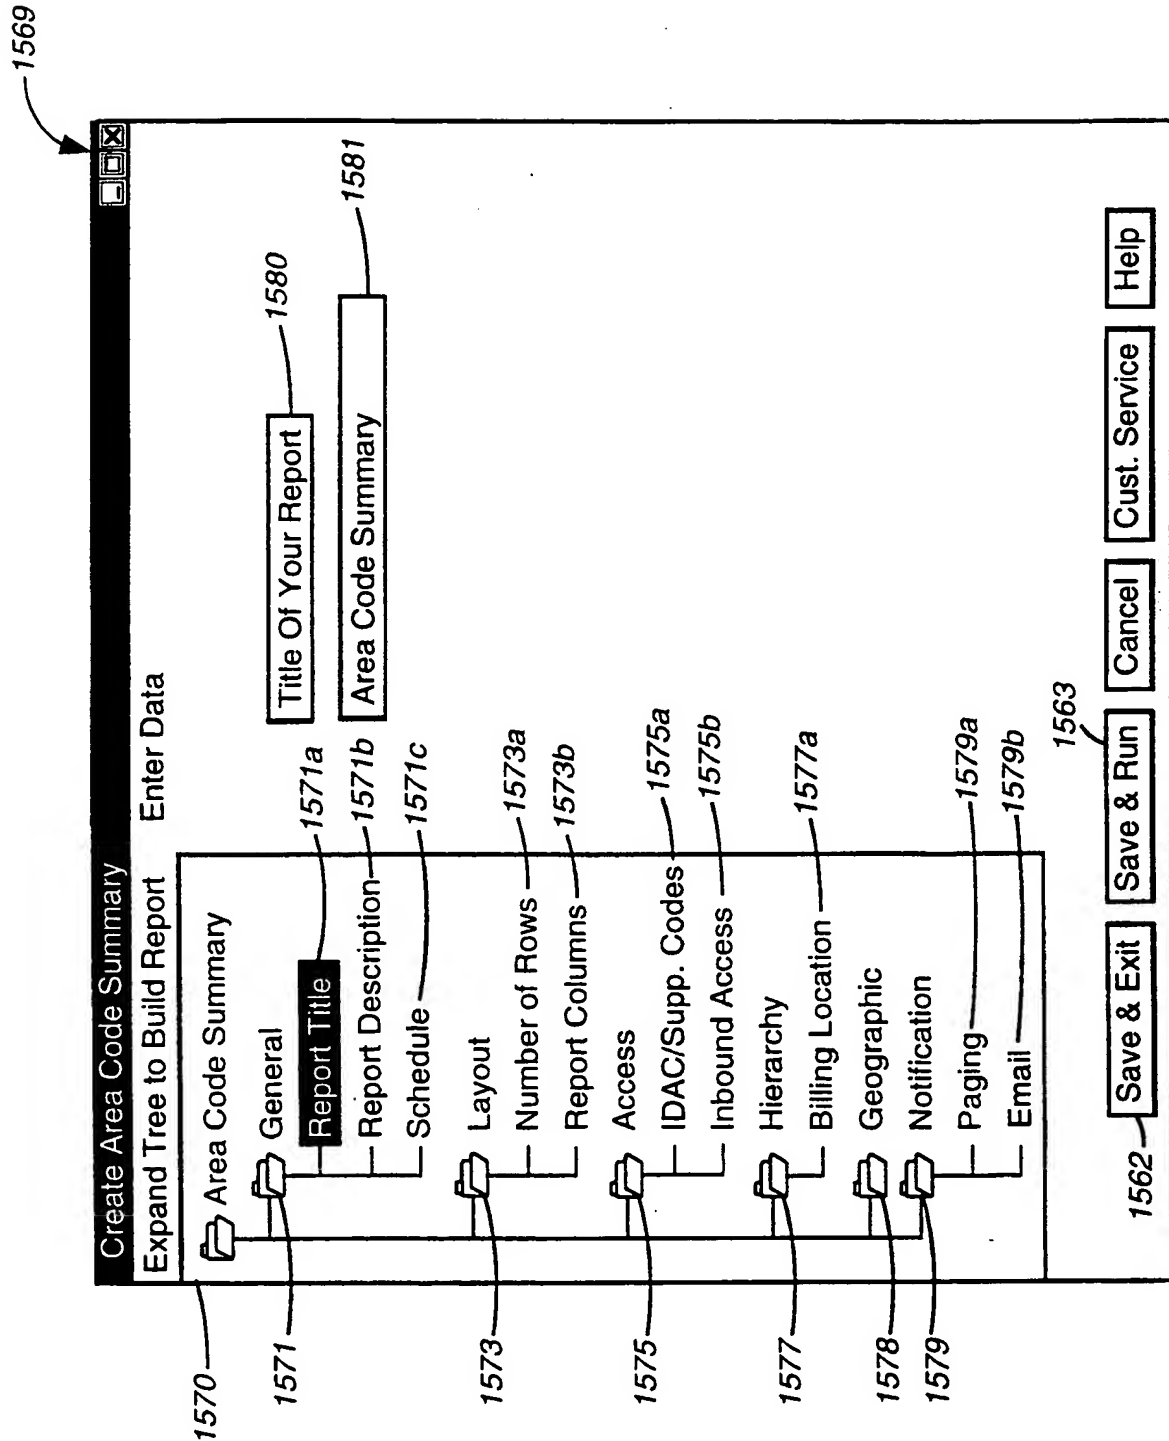 1569
Create Area Code Summary
Expand Tree to Build Report Enter Data
1570
Area Code Summary
1571
General
Title Of Your Report
1580
Report Title
1571a
Report Description
1571b
Area Code Summary
1581
Schedule
1571c
1573
Layout
Number of Rows
1573a
Report Columns
1573b
1575
Access
IDAC/Supp. Codes
1575a
Inbound Access
1575b
1577
Hierarchy
Billing Location
1577a
1578
Geographic
1579
Notification
Paging
1579a
Email
1579b
1562
1563
Save & Exit Save & Run Cancel Cust. Service Help